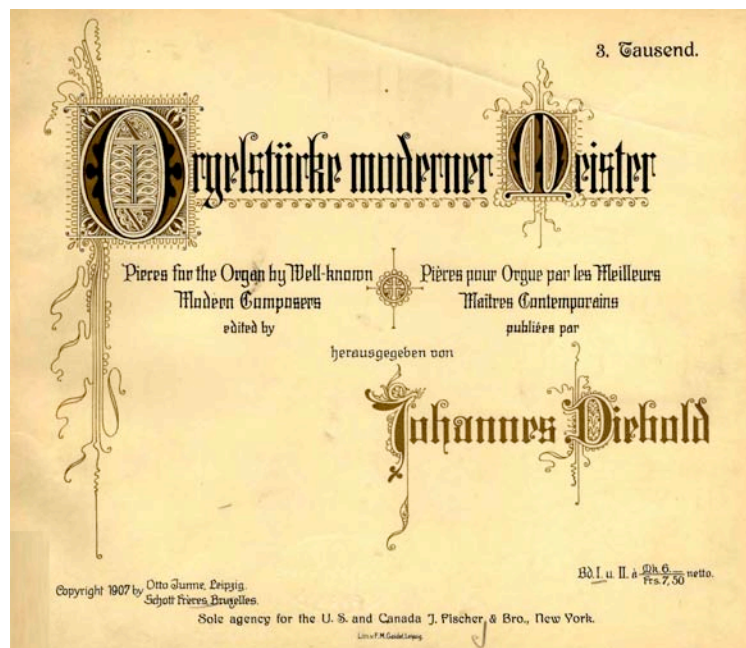 3. Tausend.
Orgelstücke moderner Meister
Pieces for the Organ by Well-known
Modern Composers
edited by
Pièces pour Orgue par les Meilleurs
Maîtres Contemporains
publiées par
herausgegeben von
Johannes Diebold
Copyright 1907 by Otto Junne, Leipzig.
Schott Frères, Bruxelles.
Bd. I. u. II. à Mk. 6.— netto.
Frs. 7,50
Sole agency for the U. S. and Canada J. Fischer & Bro., New York.
Lith. v. F. M. Geidel, Leipzig.